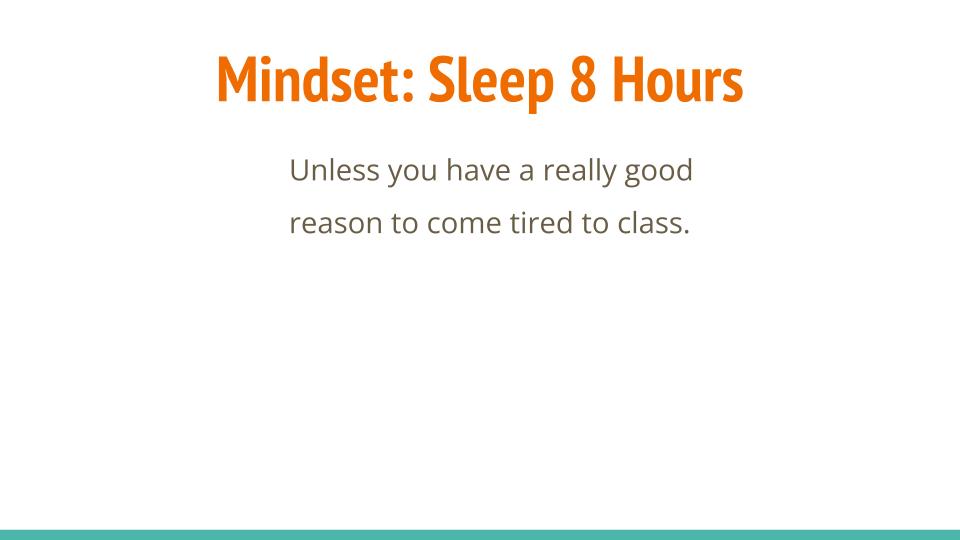 Mindset: Sleep 8 Hours
Unless you have a really good
reason to come tired to class.